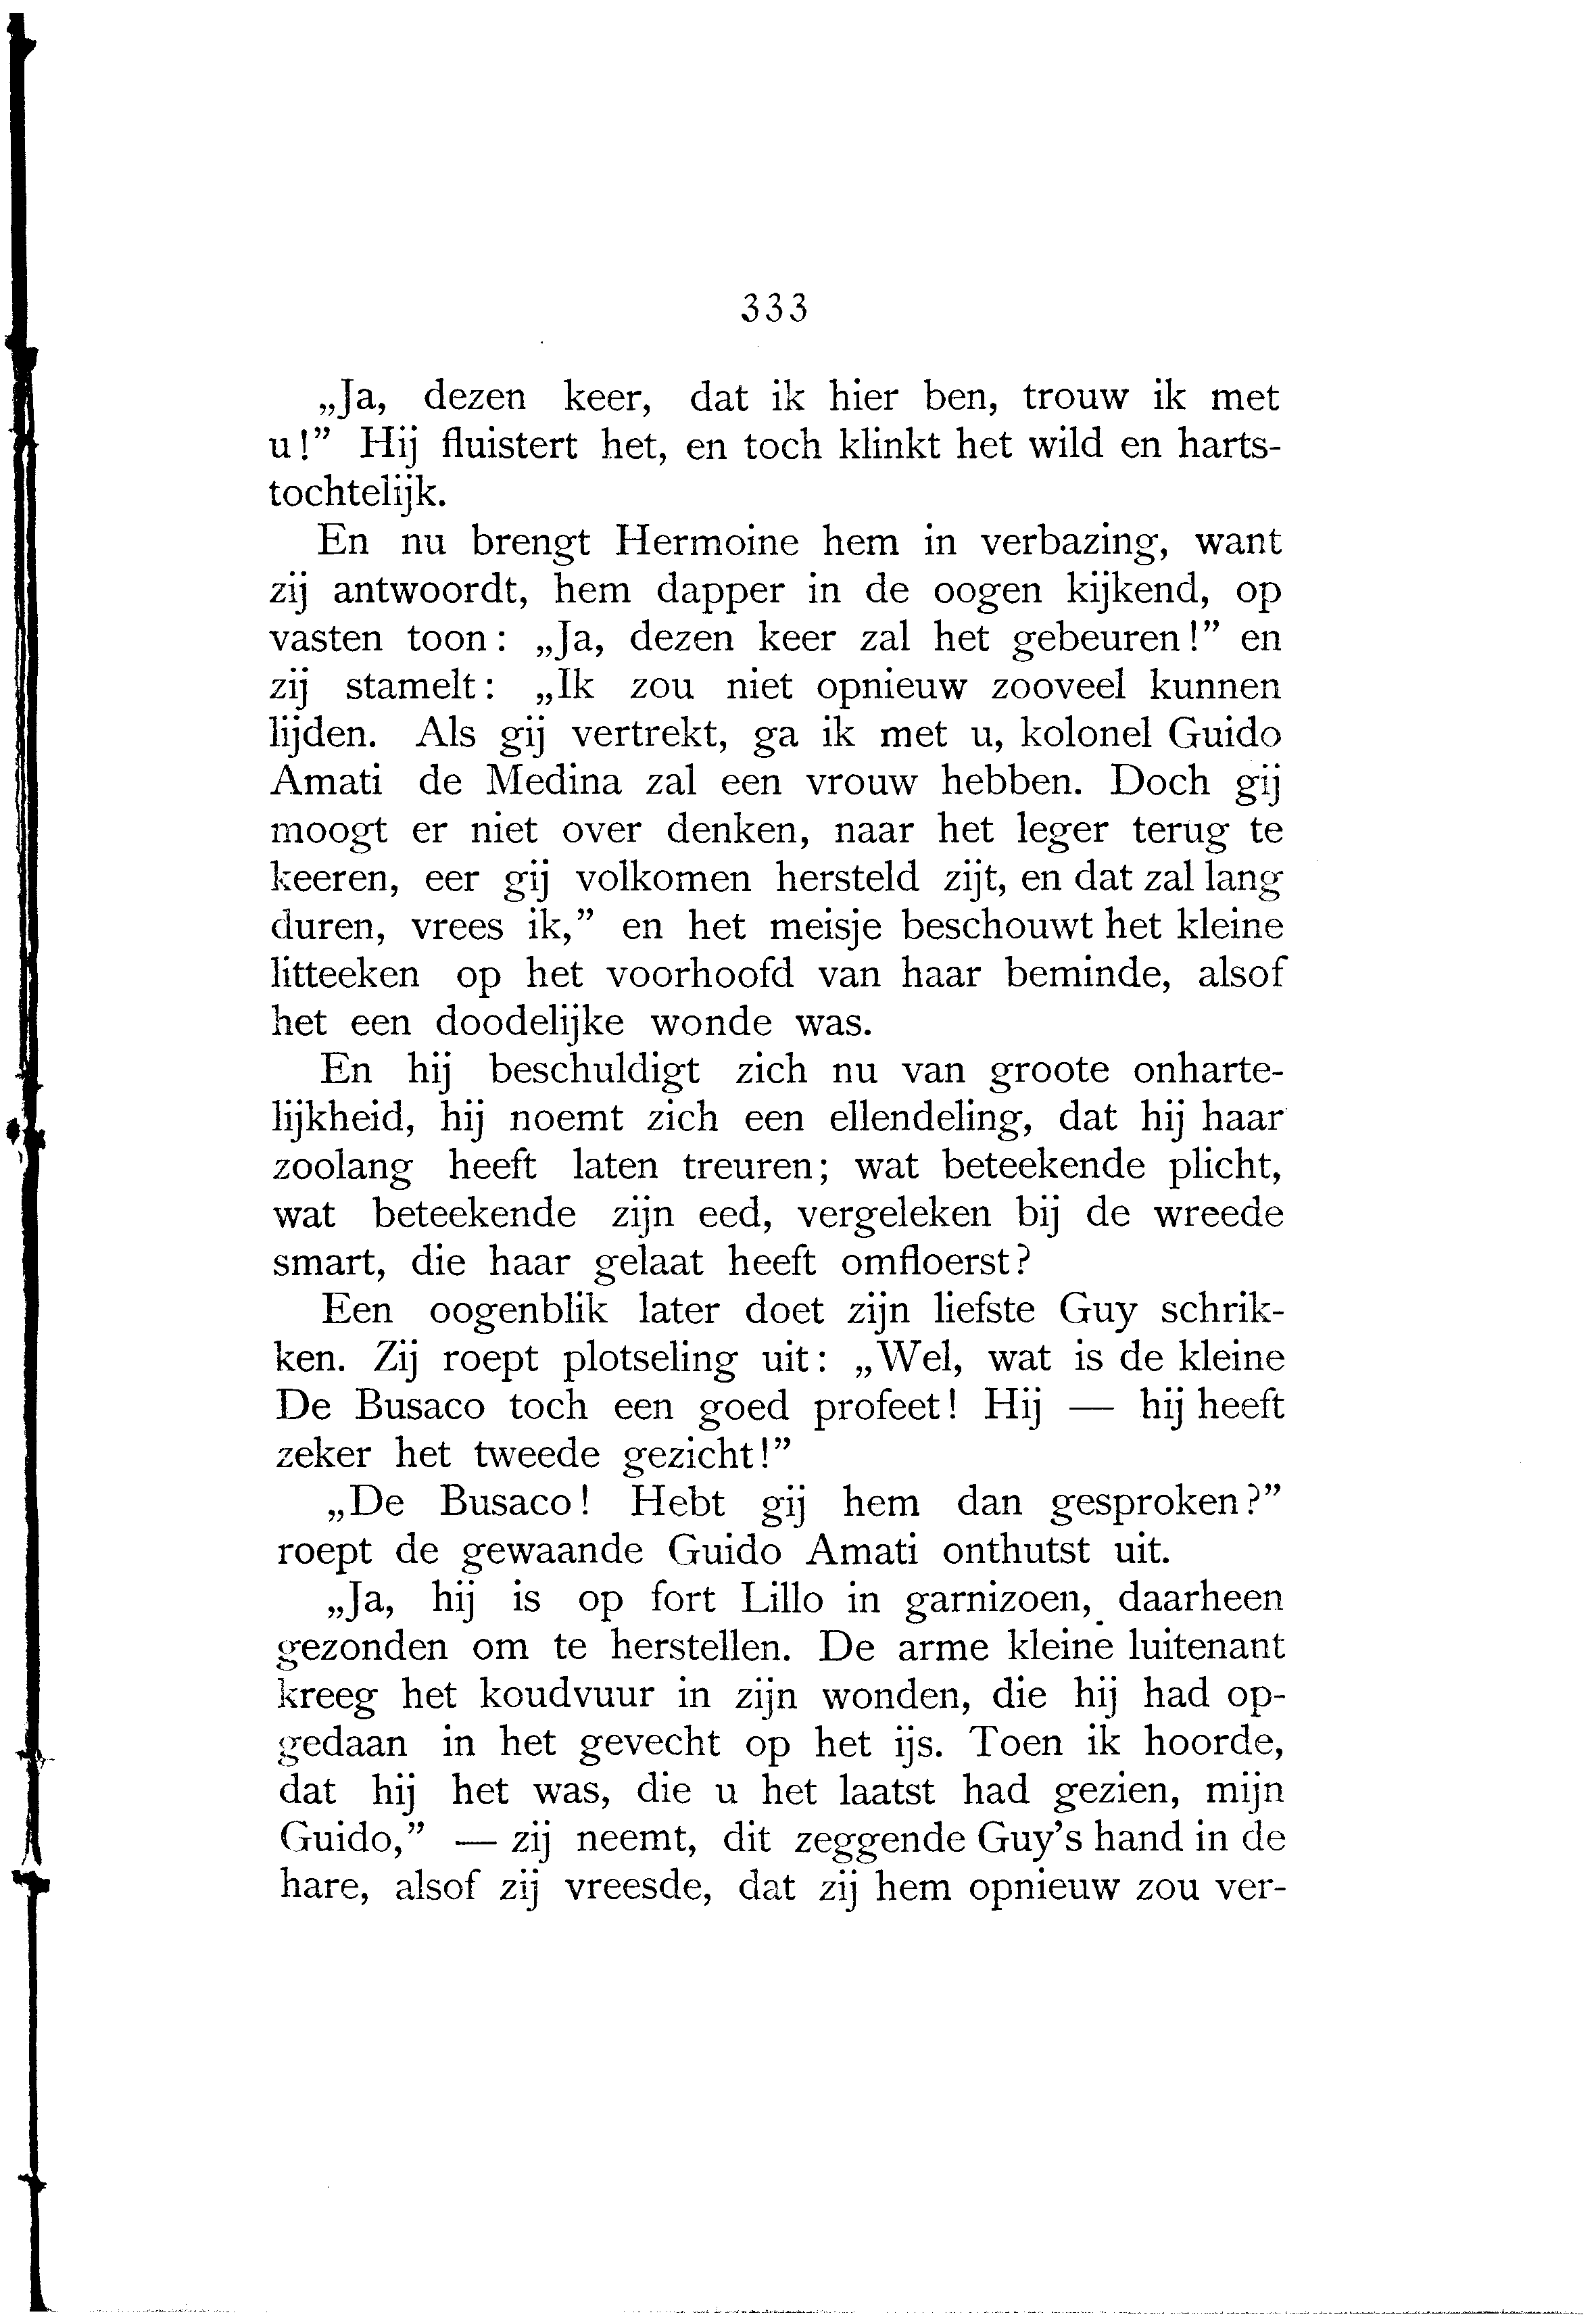 333
„Ja, dezen keer, dat ik hier ben, trouw ik met
u!” Hij fluistert het, en toch klinkt het wild en harts-
tochtelijk.
En nu brengt Hermoine hem in verbazing, want
zij antwoordt, hem dapper in de oogen kijkend, op
vasten toon: „Ja, dezen keer zal het gebeuren!” en
zij stamelt: „Ik zou niet opnieuw zooveel kunnen
lijden. Als gij vertrekt, ga ik met u, kolonel Guido
Amati de Medina zal een vrouw hebben. Doch gij
moogt er niet over denken, naar het leger terug te
keeren, eer gij volkomen hersteld zijt, en dat zal lang
duren, vrees ik,” en het meisje beschouwt het kleine
litteeken op het voorhoofd van haar beminde, alsof
het een doodelijke wonde was.
En hij beschuldigt zich nu van groote onharte-
lijkheid, hij noemt zich een ellendeling, dat hij haar
zoolang heeft laten treuren; wat beteekende plicht,
wat beteekende zijn eed, vergeleken bij de wreede
smart, die haar gelaat heeft omfloerst?
Een oogenblik later doet zijn liefste Guy schrik-
ken. Zij roept plotseling uit: „Wel, wat is de kleine
De Busaco toch een goed profeet! Hij — hij heeft
zeker het tweede gezicht!”
„De Busaco! Hebt gij hem dan gesproken?”
roept de gewaande Guido Amati onthutst uit.
„Ja, hij is op fort Lillo in garnizoen, daarheen
gezonden om te herstellen. De arme kleine luitenant
kreeg het koudvuur in zijn wonden, die hij had op-
gedaan in het gevecht op het ijs. Toen ik hoorde,
dat hij het was, die u het laatst had gezien, mijn
Guido,” — zij neemt, dit zeggende Guy’s hand in de
hare, alsof zij vreesde, dat zij hem opnieuw zou ver-